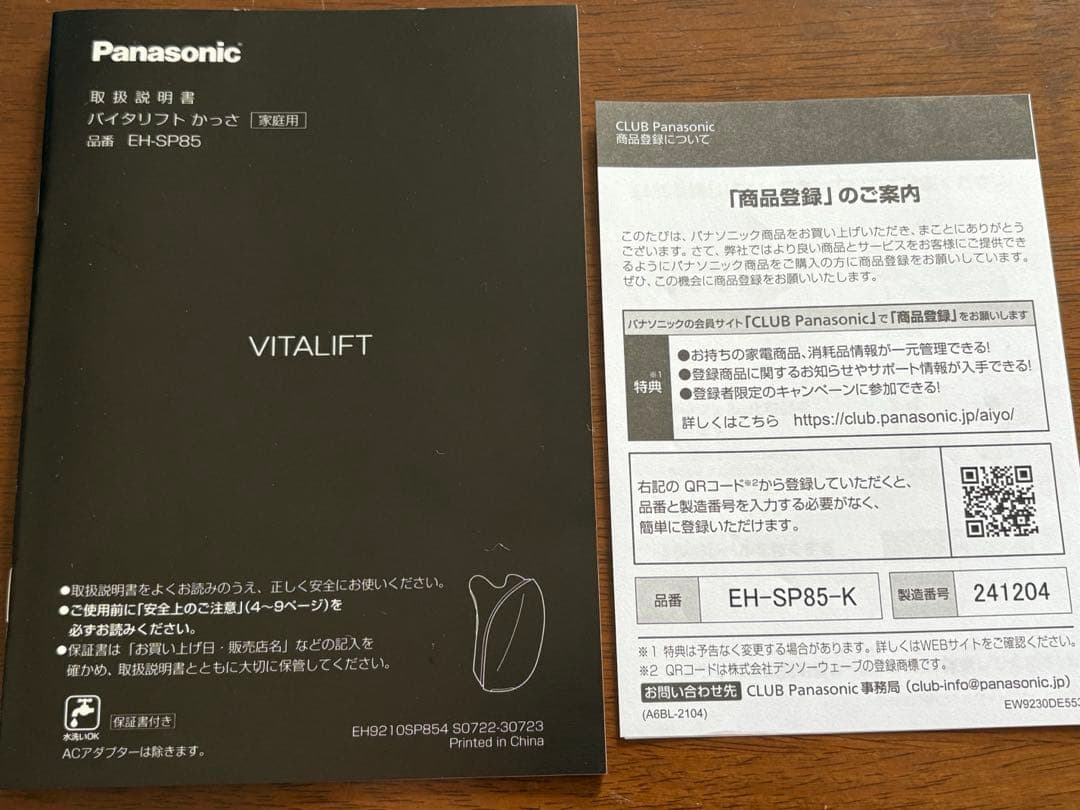 Panasonic
取扱説明書
バイタリフト かっさ 家庭用
品番 EH-SP85
VITALIFT
●取扱説明書をよくお読みのうえ、正しく安全にお使いください。
●ご使用前に「安全上のご注意」(4〜9ページ)を
必ずお読みください。
●保証書は「お買い上げ日・販売店名」などの記入を
確かめ、取扱説明書とともに大切に保管してください。
水洗いOK
保証書付き
ACアダプターは除きます。
EH9210SP854 S0722-30723
Printed in China
CLUB Panasonic
商品登録について
「商品登録」のご案内
このたびは、パナソニック商品をお買い上げいただき、まことにありがとう
ございます。さて、弊社ではより良い商品とサービスをお客様にご提供でき
るようにパナソニック商品をご購入の方に商品登録をお願いしています。
ぜひ、この機会に商品登録をお願いいたします。
パナソニックの会員サイト「CLUB Panasonic」で「商品登録」をお願いします
特典※1
●お持ちの家電商品、消耗品情報が一元管理できる!
●登録商品に関するお知らせやサポート情報が入手できる!
●登録者限定のキャンペーンに参加できる!
詳しくはこちら https://club.panasonic.jp/aiyo/
右記の QRコード※2から登録していただくと、
品番と製造番号を入力する必要がなく、
簡単に登録いただけます。
品番 EH-SP85-K 製造番号 241204
※1 特典は予告なく変更する場合があります。詳しくはWEBサイトをご確認ください。
※2 QRコードは株式会社デンソーウェーブの登録商標です。
お問い合わせ先 CLUB Panasonic 事務局 (club-info@panasonic.jp)
(A6BL-2104)
EW9230DE553